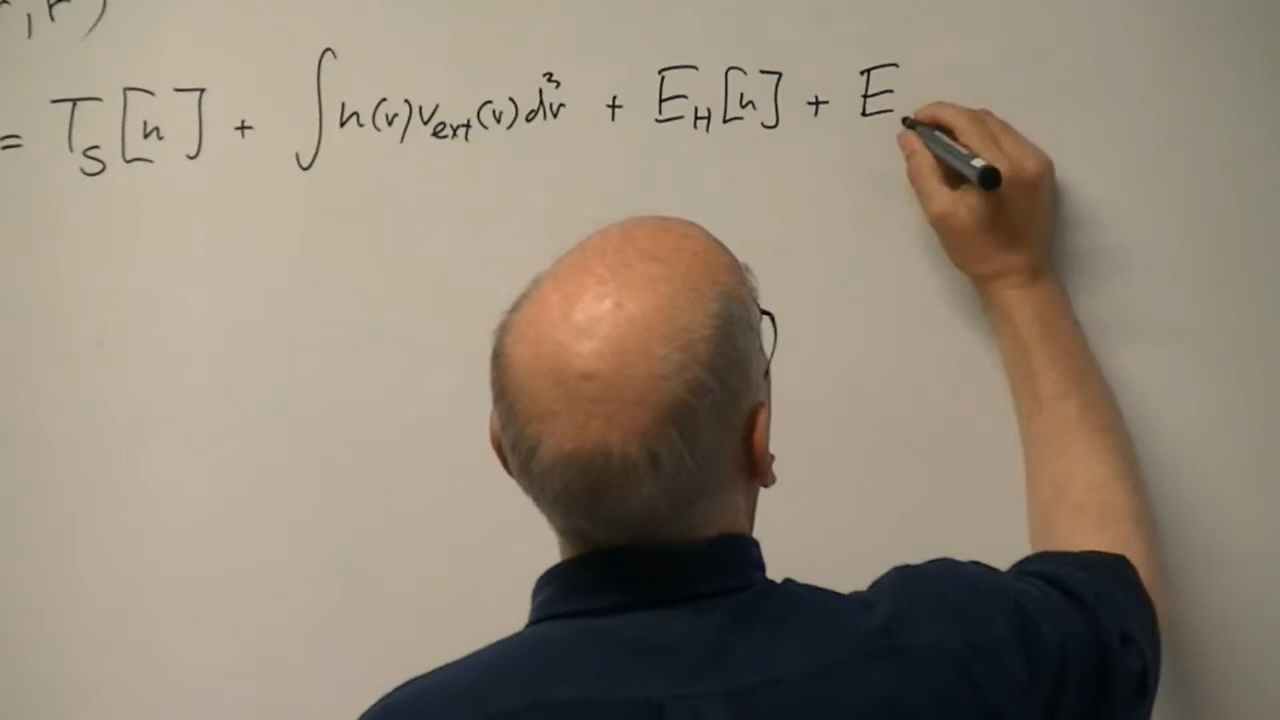 , r)
= T_S [n] + ∫ n(r) v_ext(r) d³r + E_H [n] + E